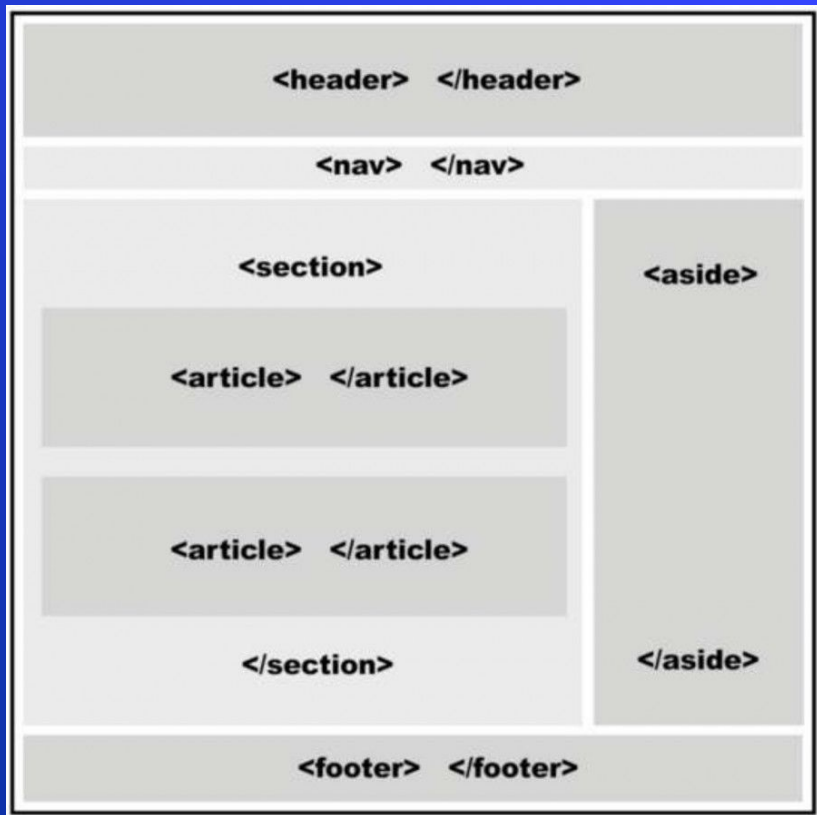 <header> </header>
<nav> </nav>
<section>
<article> </article>
<article> </article>
</section>
<aside>
</aside>
<footer> </footer>